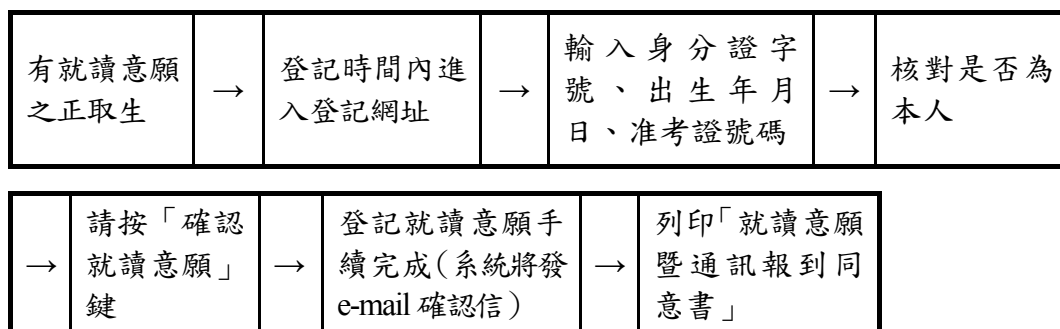 有就讀意願
之正取生
→
登記時間內進
入登記網址
→
輸入身分證字
號、出生年月
日、准考證號碼
→
核對是否為
本人
→
請按「確認
就讀意願」
鍵
→
登記就讀意願手
續完成(系統將發
e-mail 確認信)
→
列印「就讀意願
暨通訊報到同
意書」